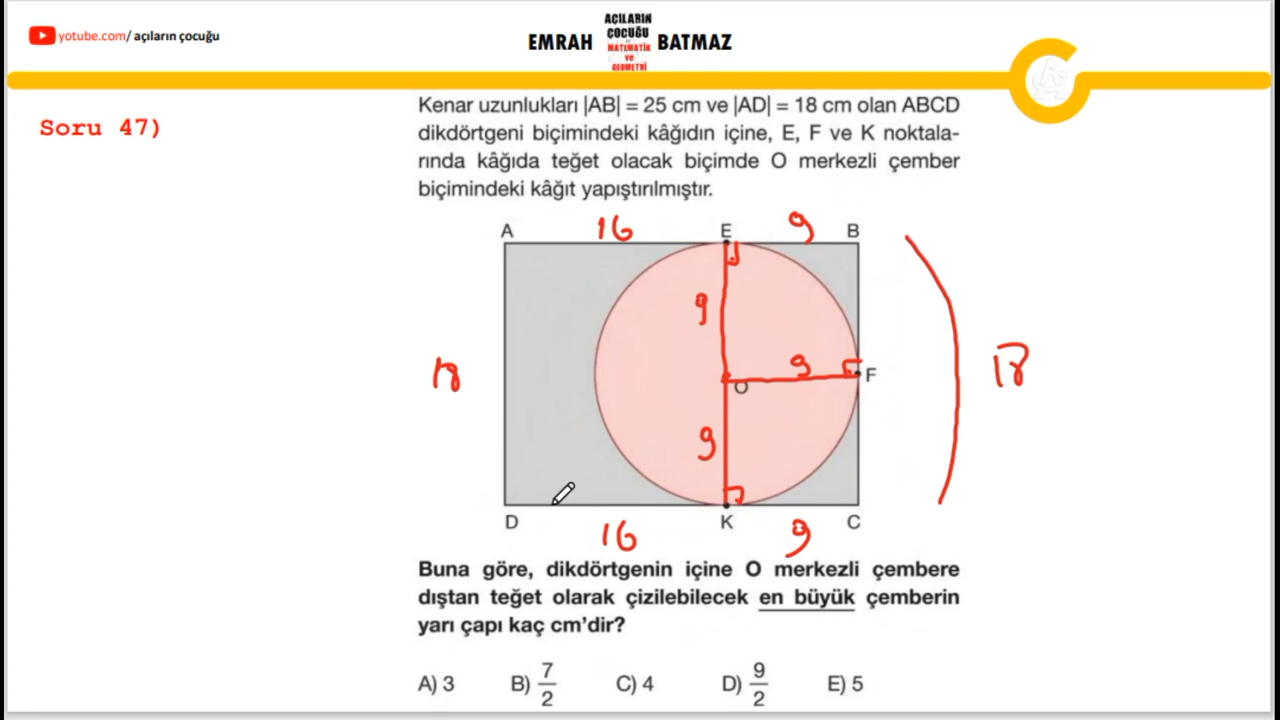 yotube.com/ açıların çocuğu
EMRAH
AÇILARIN
ÇOCUĞU
MATEMATİK
ve
GEOMETRİ
BATMAZ
Soru 47)
Kenar uzunlukları |AB| = 25 cm ve |AD| = 18 cm olan ABCD
dikdörtgeni biçimindeki kâğıdın içine, E, F ve K noktala-
rında kâğıda teğet olacak biçimde O merkezli çember
biçimindeki kâğıt yapıştırılmıştır.
A 16 E 9 B
9
18 O 9 F 18
9
D 16 K 9 C
Buna göre, dikdörtgenin içine O merkezli çembere
dıştan teğet olarak çizilebilecek en büyük çemberin
yarı çapı kaç cm'dir?
A) 3 B) 7/2 C) 4 D) 9/2 E) 5